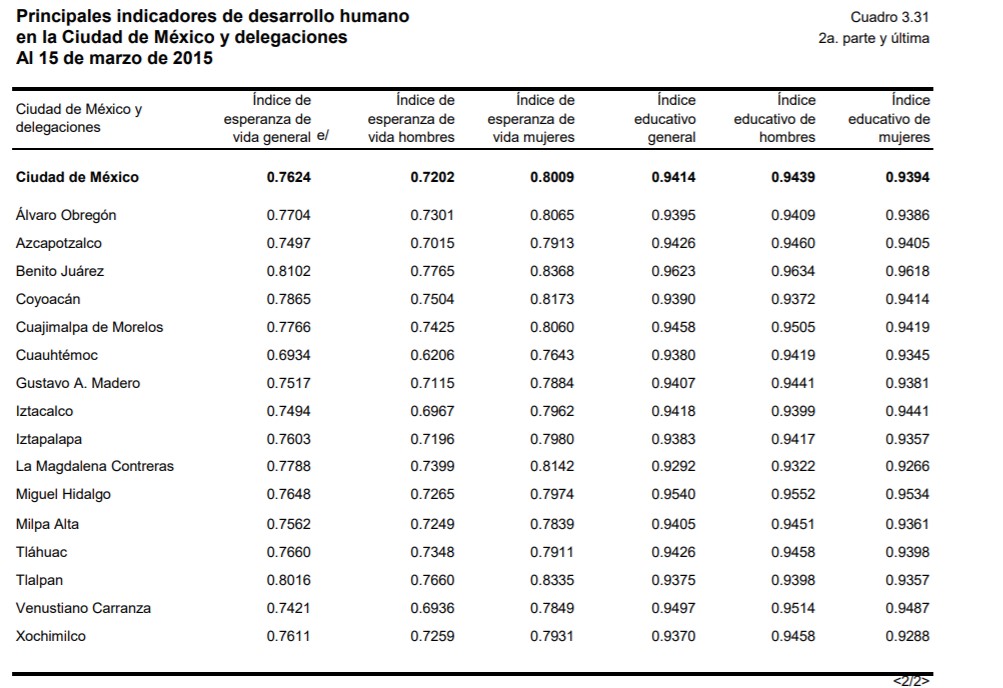 Principales indicadores de desarrollo humano
en la Ciudad de México y delegaciones
Al 15 de marzo de 2015
Cuadro 3.31
2a. parte y última
Ciudad de México y
delegaciones
Índice de
esperanza de
vida general e/
Índice de
esperanza de
vida hombres
Índice de
esperanza de
vida mujeres
Índice
educativo
general
Índice
educativo de
hombres
Índice
educativo de
mujeres
Ciudad de México 0.7624 0.7202 0.8009 0.9414 0.9439 0.9394
Álvaro Obregón 0.7704 0.7301 0.8065 0.9395 0.9409 0.9386
Azcapotzalco 0.7497 0.7015 0.7913 0.9426 0.9460 0.9405
Benito Juárez 0.8102 0.7765 0.8368 0.9623 0.9634 0.9618
Coyoacán 0.7865 0.7504 0.8173 0.9390 0.9372 0.9414
Cuajimalpa de Morelos 0.7766 0.7425 0.8060 0.9458 0.9505 0.9419
Cuauhtémoc 0.6934 0.6206 0.7643 0.9380 0.9419 0.9345
Gustavo A. Madero 0.7517 0.7115 0.7884 0.9407 0.9441 0.9381
Iztacalco 0.7494 0.6967 0.7962 0.9418 0.9399 0.9441
Iztapalapa 0.7603 0.7196 0.7980 0.9383 0.9417 0.9357
La Magdalena Contreras 0.7788 0.7399 0.8142 0.9292 0.9322 0.9266
Miguel Hidalgo 0.7648 0.7265 0.7974 0.9540 0.9552 0.9534
Milpa Alta 0.7562 0.7249 0.7839 0.9405 0.9451 0.9361
Tláhuac 0.7660 0.7348 0.7911 0.9426 0.9458 0.9398
Tlalpan 0.8016 0.7660 0.8335 0.9375 0.9398 0.9357
Venustiano Carranza 0.7421 0.6936 0.7849 0.9497 0.9514 0.9487
Xochimilco 0.7611 0.7259 0.7931 0.9370 0.9458 0.9288
<2/2>